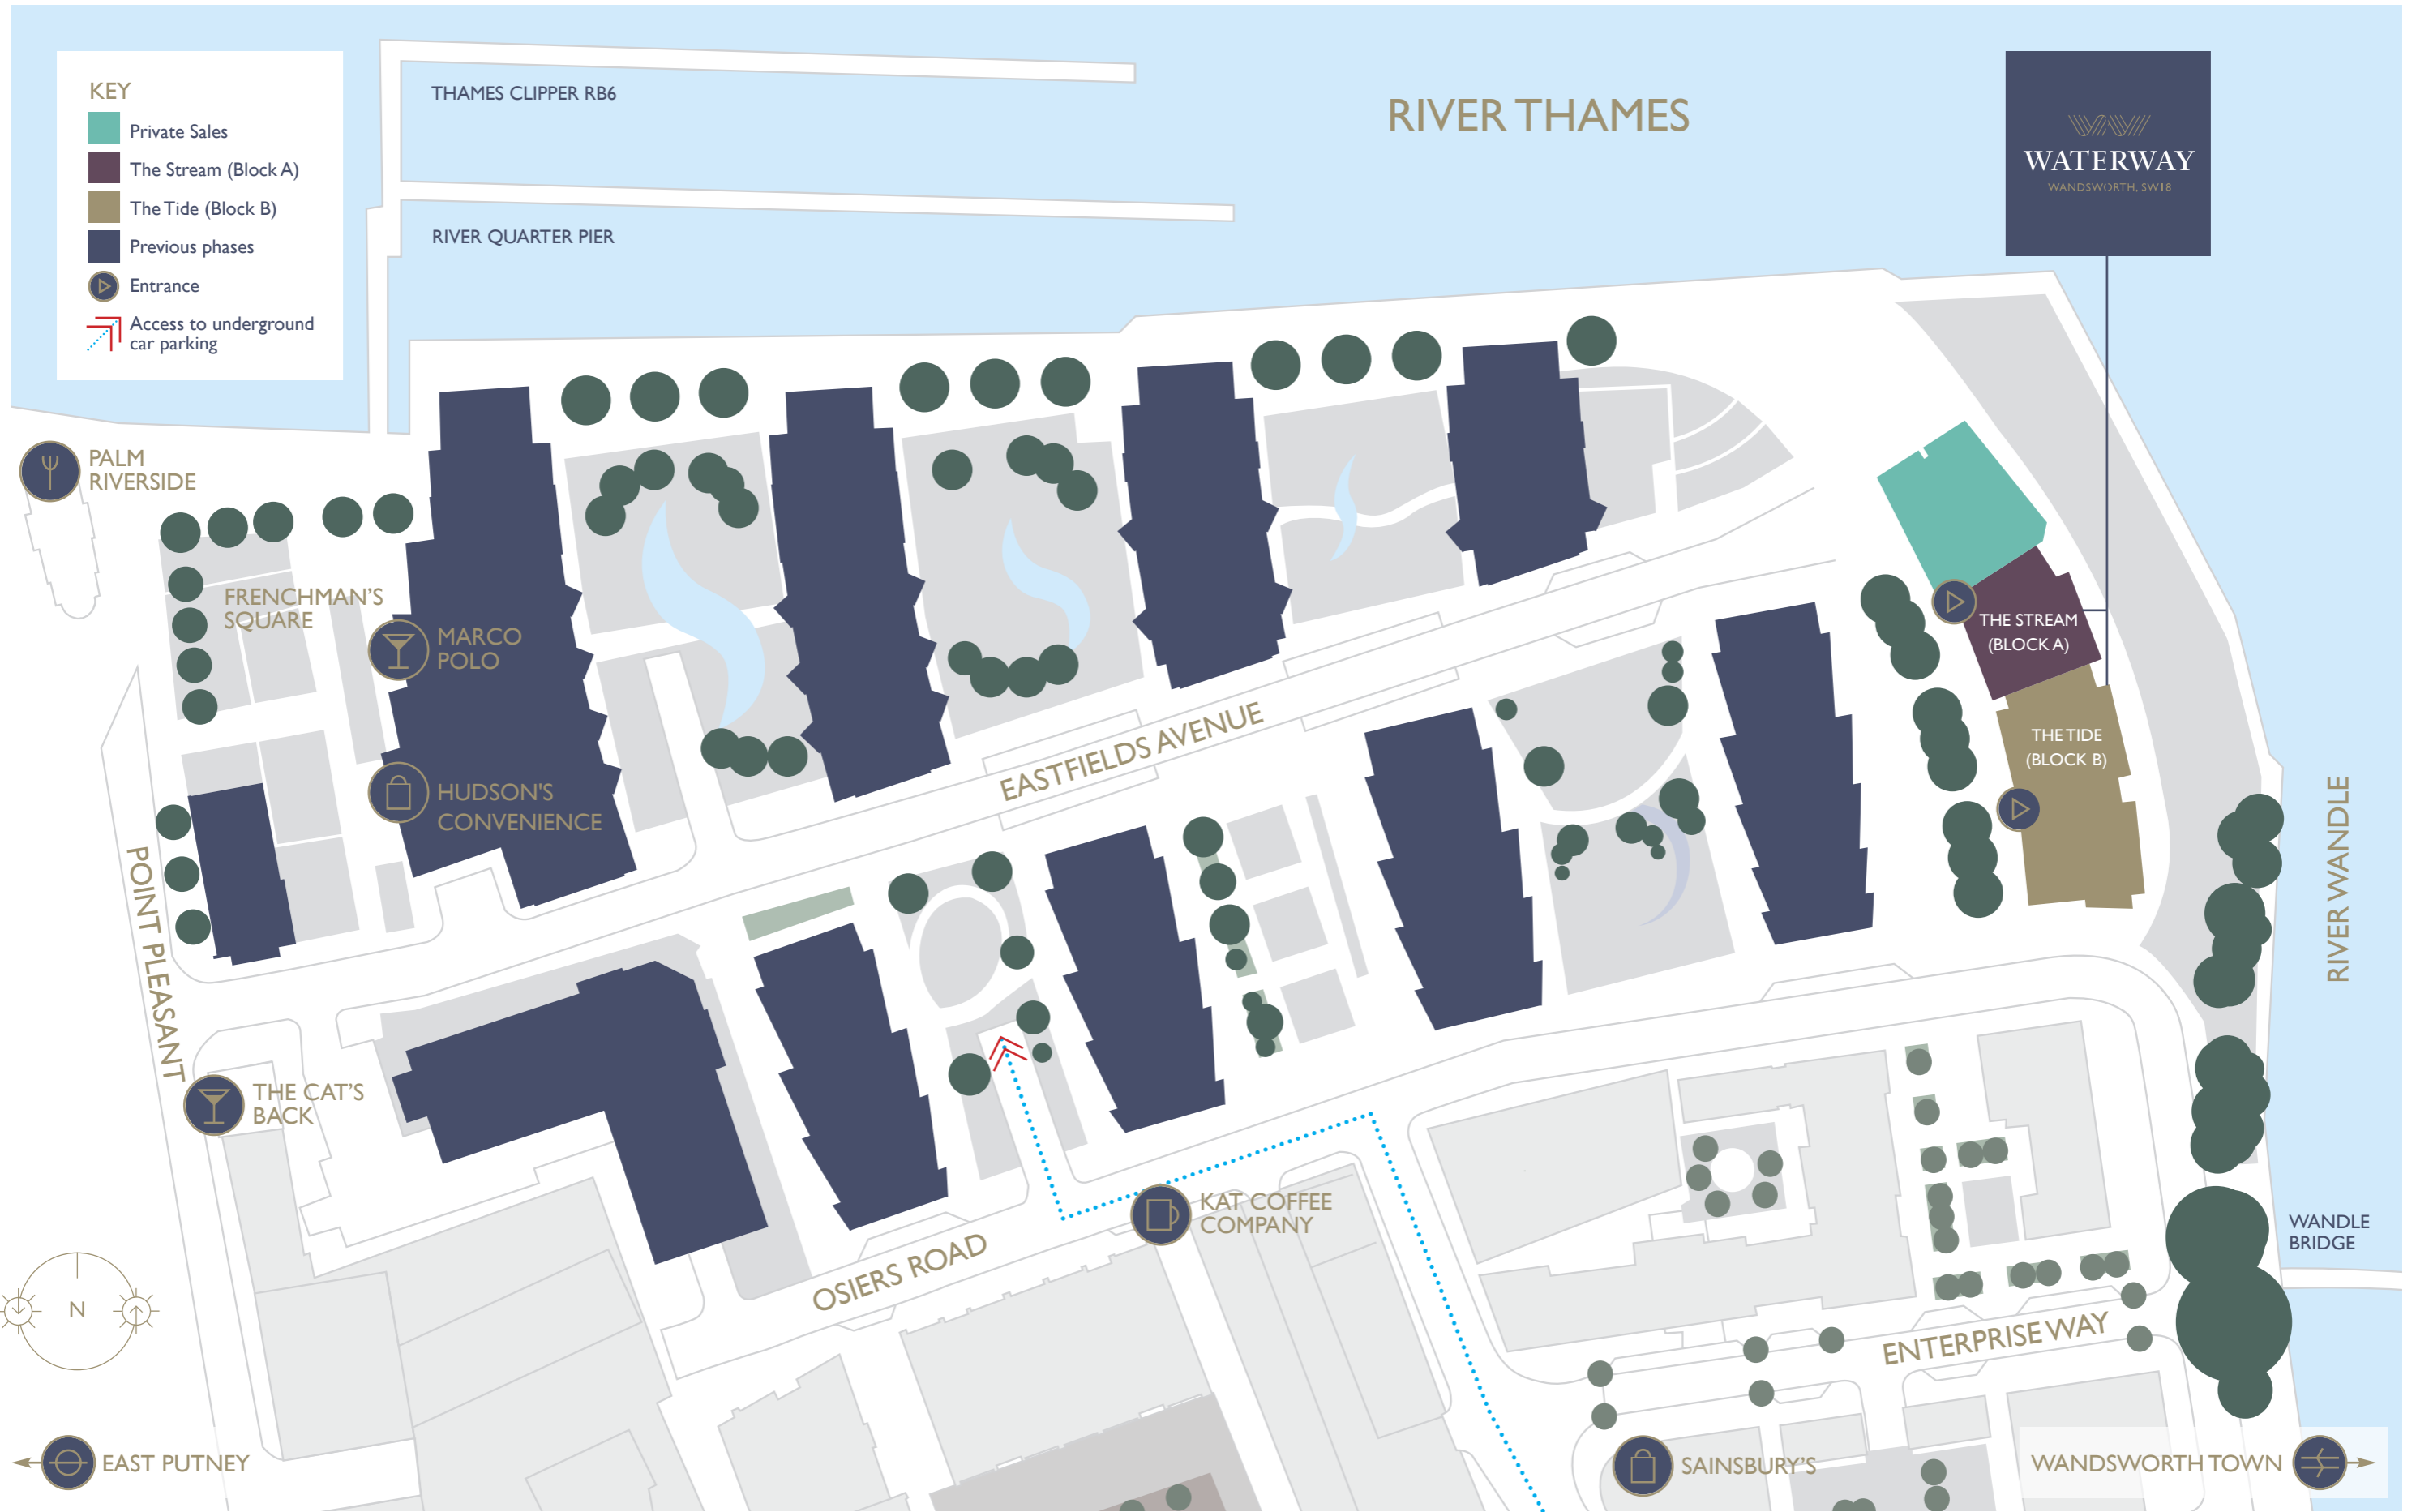 KEY
Private Sales
The Stream (Block A)
The Tide (Block B)
Previous phases
Entrance
Access to underground
car parking
THAMES CLIPPER RB6
RIVER QUARTER PIER
RIVER THAMES
WATERWAY
WANDSWORTH, SW18
PALM
RIVERSIDE
FRENCHMAN'S
SQUARE
MARCO
POLO
HUDSON'S
CONVENIENCE
EASTFIELDS AVENUE
THE STREAM
(BLOCK A)
THE TIDE
(BLOCK B)
RIVER WANDLE
POINT PLEASANT
THE CAT'S
BACK
KAT COFFEE
COMPANY
OSIERS ROAD
WANDLE
BRIDGE
ENTERPRISE WAY
N
EAST PUTNEY
SAINSBURY'S
WANDSWORTH TOWN